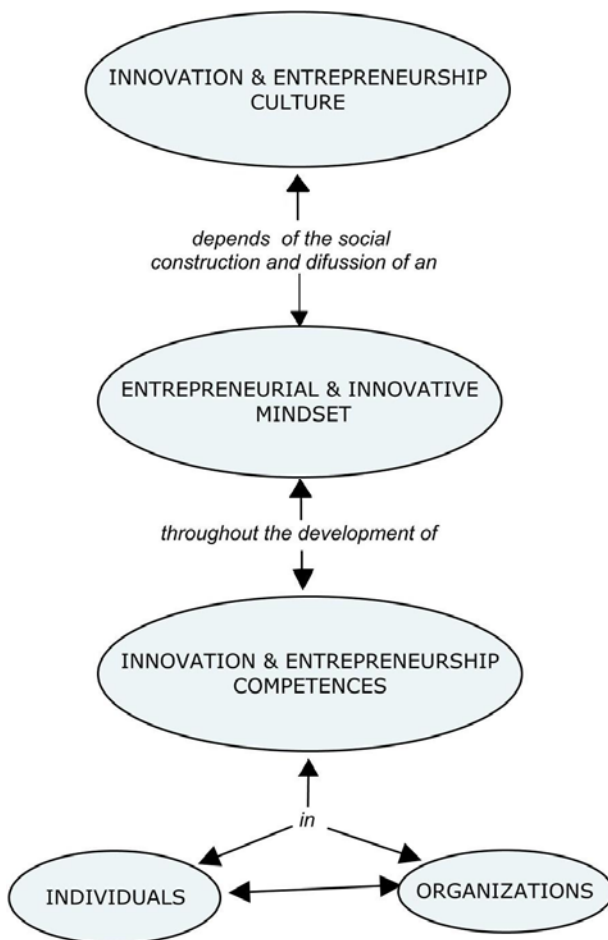 INNOVATION & ENTREPRENEURSHIP
CULTURE
depends of the social
construction and difussion of an
ENTREPRENEURIAL & INNOVATIVE
MINDSET
throughout the development of
INNOVATION & ENTREPRENEURSHIP
COMPETENCES
in
INDIVIDUALS
ORGANIZATIONS